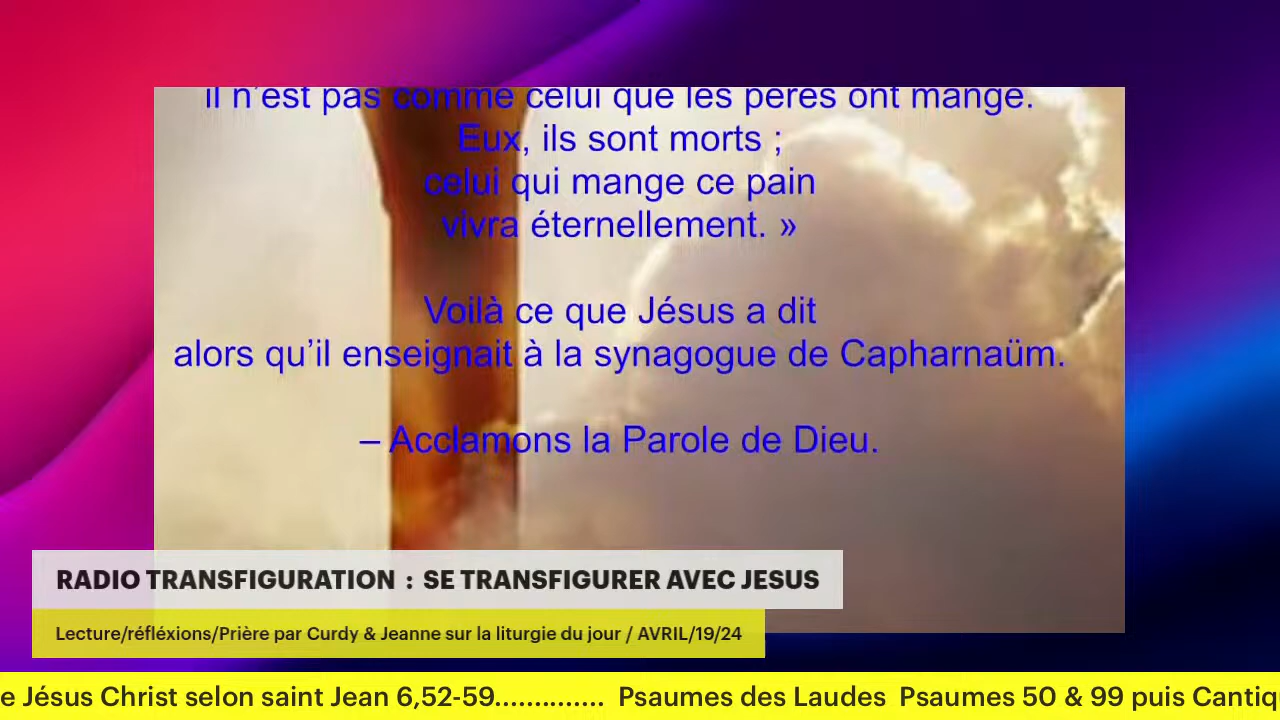 il n’est pas comme celui que les pères ont mangé.
Eux, ils sont morts ;
celui qui mange ce pain
vivra éternellement. »
Voilà ce que Jésus a dit
alors qu’il enseignait à la synagogue de Capharnaüm.
– Acclamons la Parole de Dieu.
RADIO TRANSFIGURATION : SE TRANSFIGURER AVEC JESUS
Lecture/réfléxions/Prière par Curdy & Jeanne sur la liturgie du jour / AVRIL/19/24
e Jésus Christ selon saint Jean 6,52-59.............. Psaumes des Laudes Psaumes 50 & 99 puis Cantiq